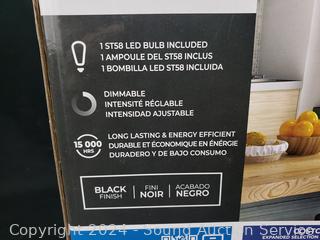 1 ST58 LED BULB INCLUDED
1 AMPOULE DEL ST58 INCLUS
1 BOMBILLA LED ST58 INCLUIDA
DIMMABLE
INTENSITÉ RÉGLABLE
INTENSIDAD AJUSTABLE
15 000
HRS
LONG LASTING & ENERGY EFFICIENT
DURABLE ET ÉCONOMIQUE EN ÉNERGIE
DURADERO Y DE BAJO CONSUMO
BLACK
FINISH
FINI
NOIR
ACABADO
NEGRO
EXPANDED SELECTION
Copyright 2024 - Sound Auction Service